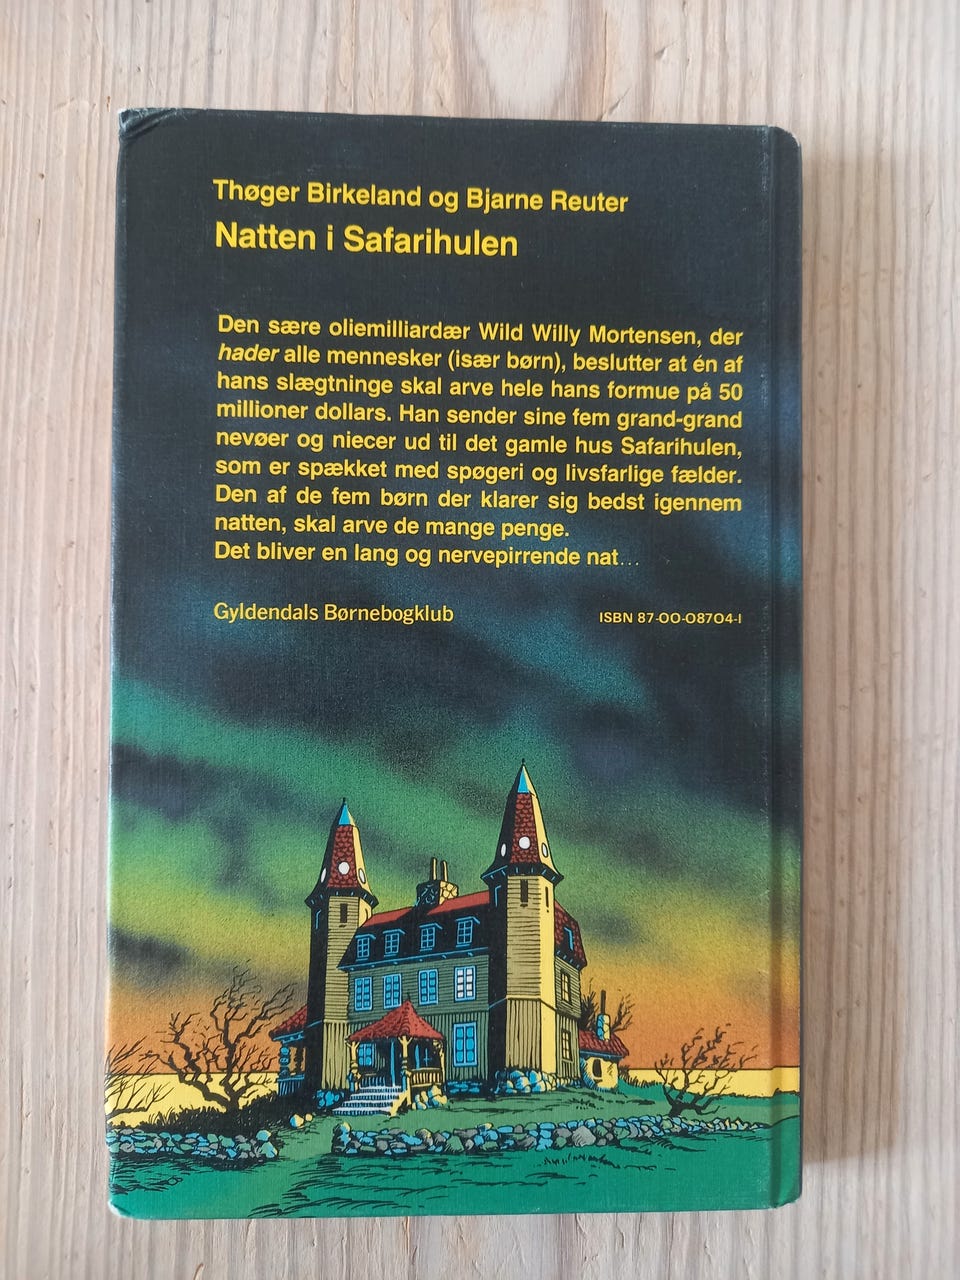 Thøger Birkeland og Bjarne Reuter
Natten i Safarihulen
Den sære oliemilliardær Wild Willy Mortensen, der
hader alle mennesker (især børn), beslutter at én af
hans slægtninge skal arve hele hans formue på 50
millioner dollars. Han sender sine fem grand-grand
nevøer og niecer ud til det gamle hus Safarihulen,
som er spækket med spøgeri og livsfarlige fælder.
Den af de fem børn der klarer sig bedst igennem
natten, skal arve de mange penge.
Det bliver en lang og nervepirrende nat...
Gyldendals Børnebogklub
ISBN 87-00-08704-1